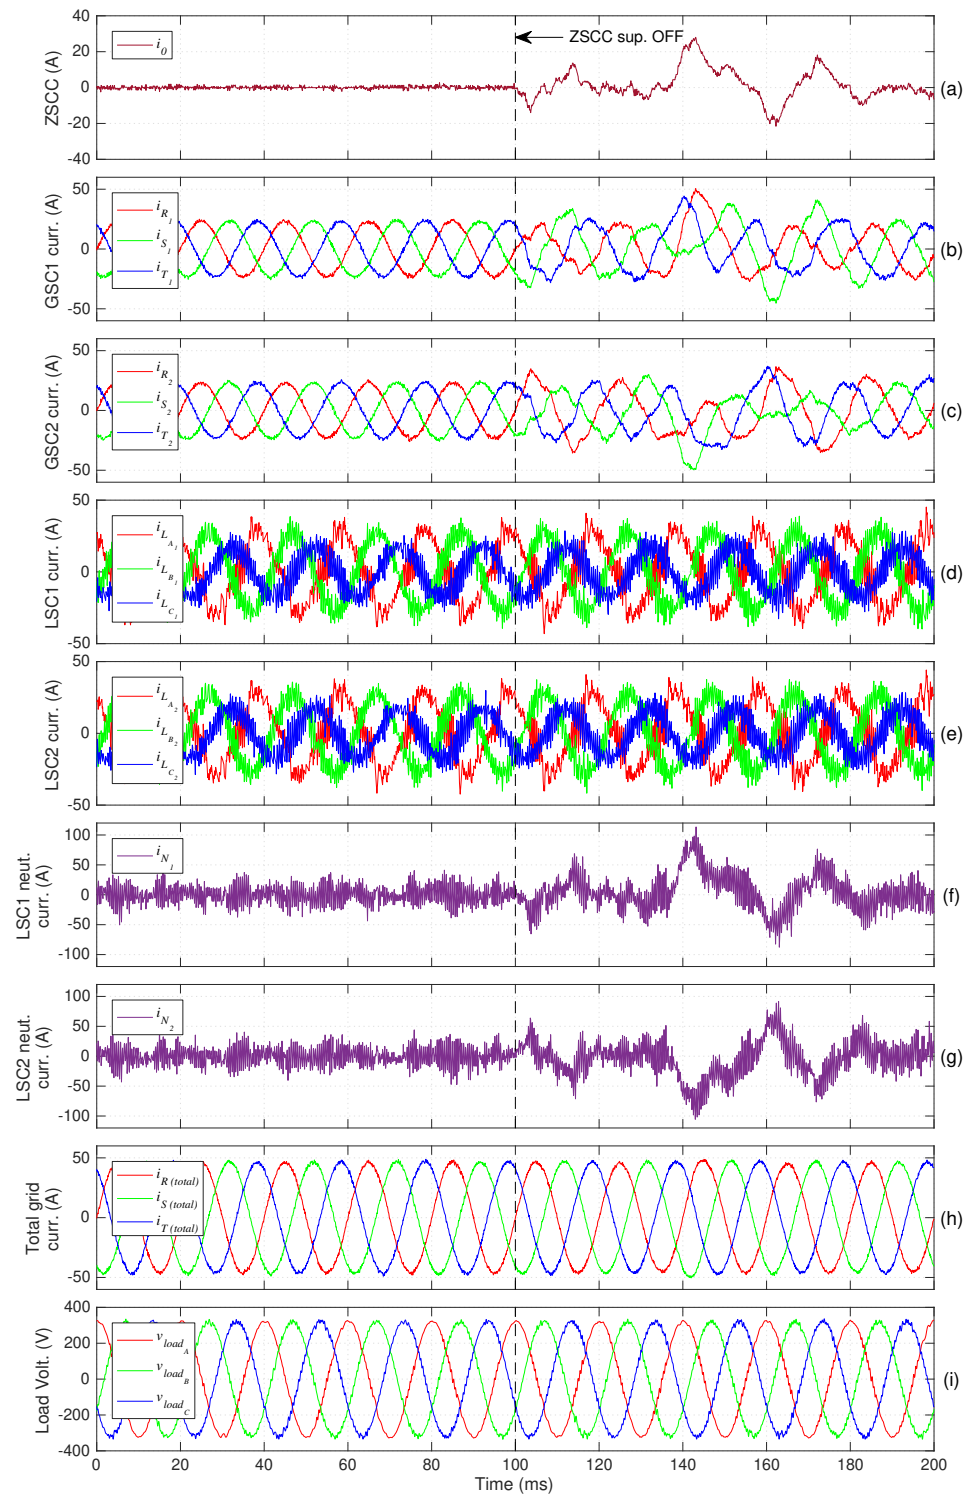 40
20
0
-20
-40
ZSCC (A)
i0
ZSCC sup. OFF
(a)
50
0
-50
GSC1 curr. (A)
iR1
iS1
iT1
(b)
50
0
-50
GSC2 curr. (A)
iR2
iS2
iT2
(c)
50
0
-50
LSC1 curr. (A)
iLA1
iLB1
iLC1
(d)
50
0
-50
LSC2 curr. (A)
iLA2
iLB2
iLC2
(e)
100
50
0
-50
-100
LSC1 neut.
curr. (A)
iN1
(f)
100
50
0
-50
-100
LSC2 neut.
curr. (A)
iN2
(g)
50
0
-50
Total grid
curr. (A)
iR (total)
iS (total)
iT (total)
(h)
400
200
0
-200
-400
Load Volt. (V)
vloadA
vloadB
vloadC
(i)
0 20 40 60 80 100 120 140 160 180 200
Time (ms)